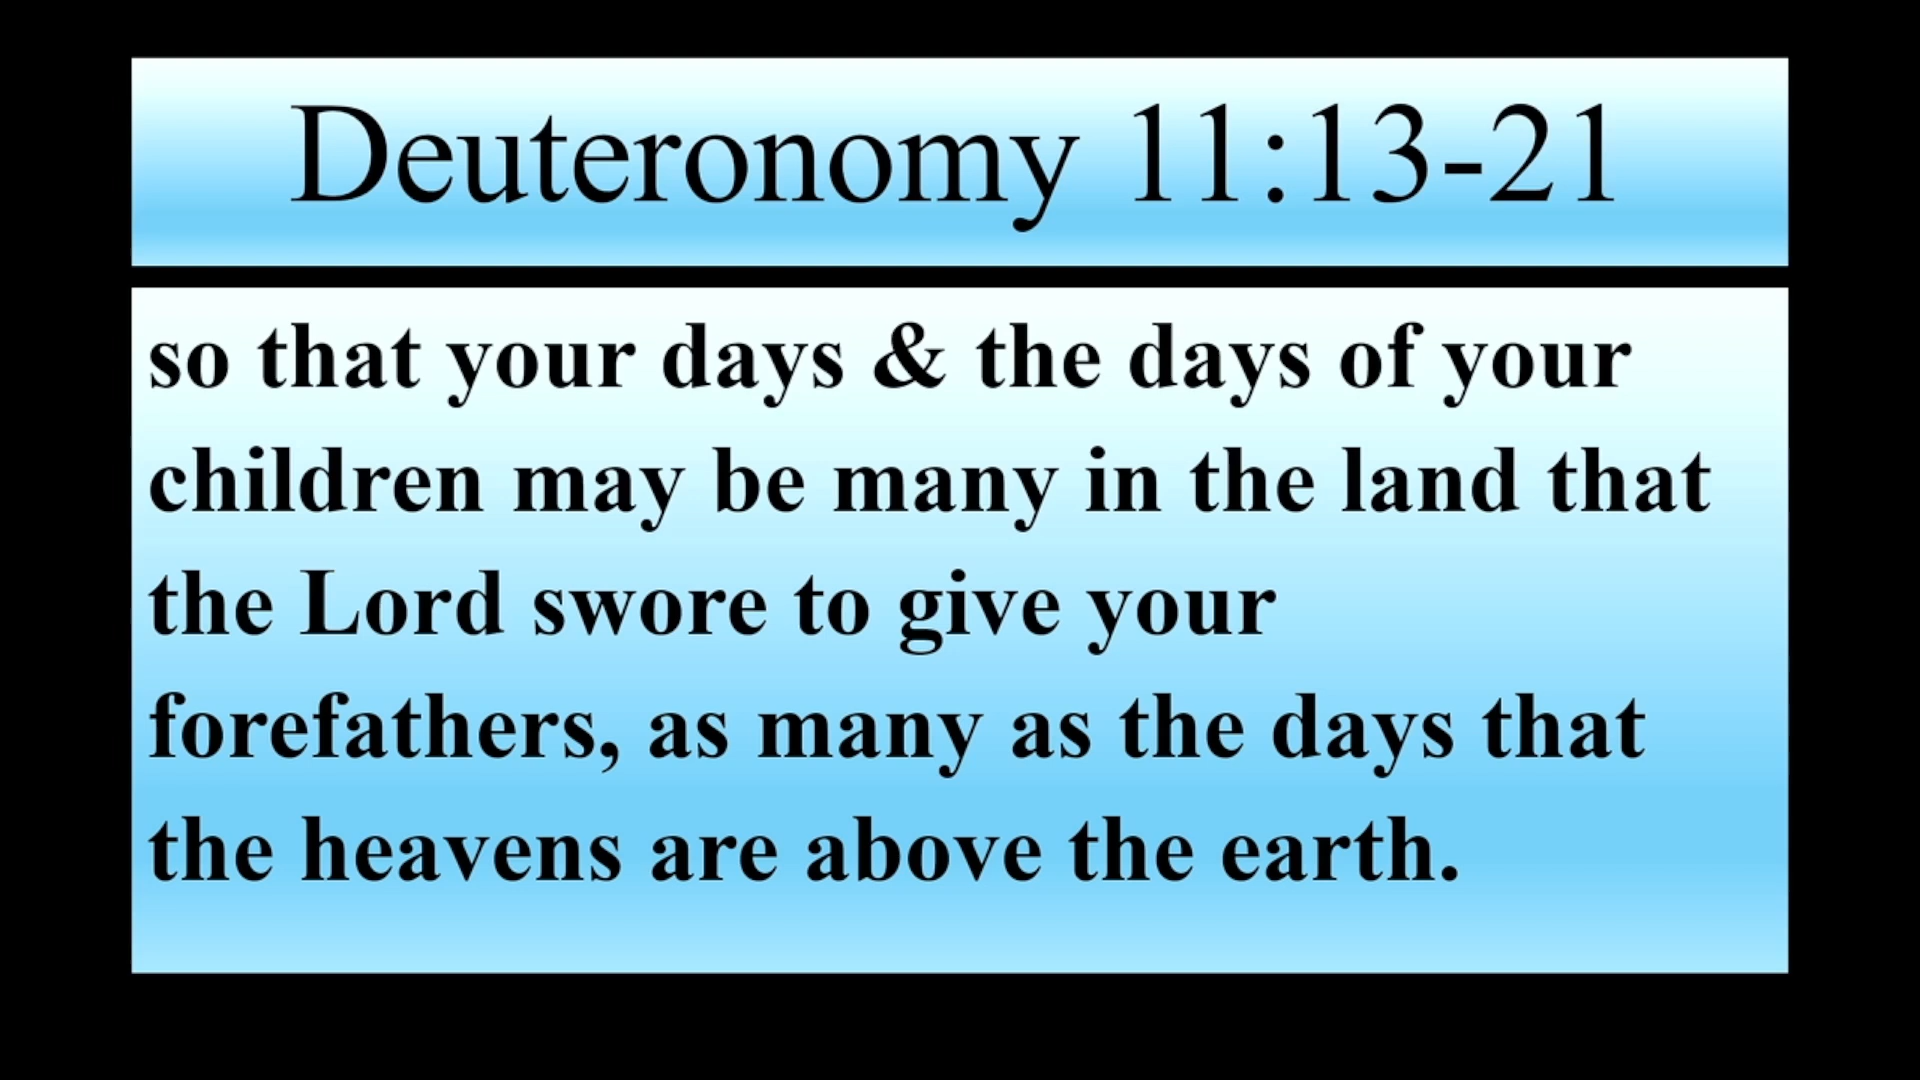 Deuteronomy 11:13-21
so that your days & the days of your
children may be many in the land that
the Lord swore to give your
forefathers, as many as the days that
the heavens are above the earth.